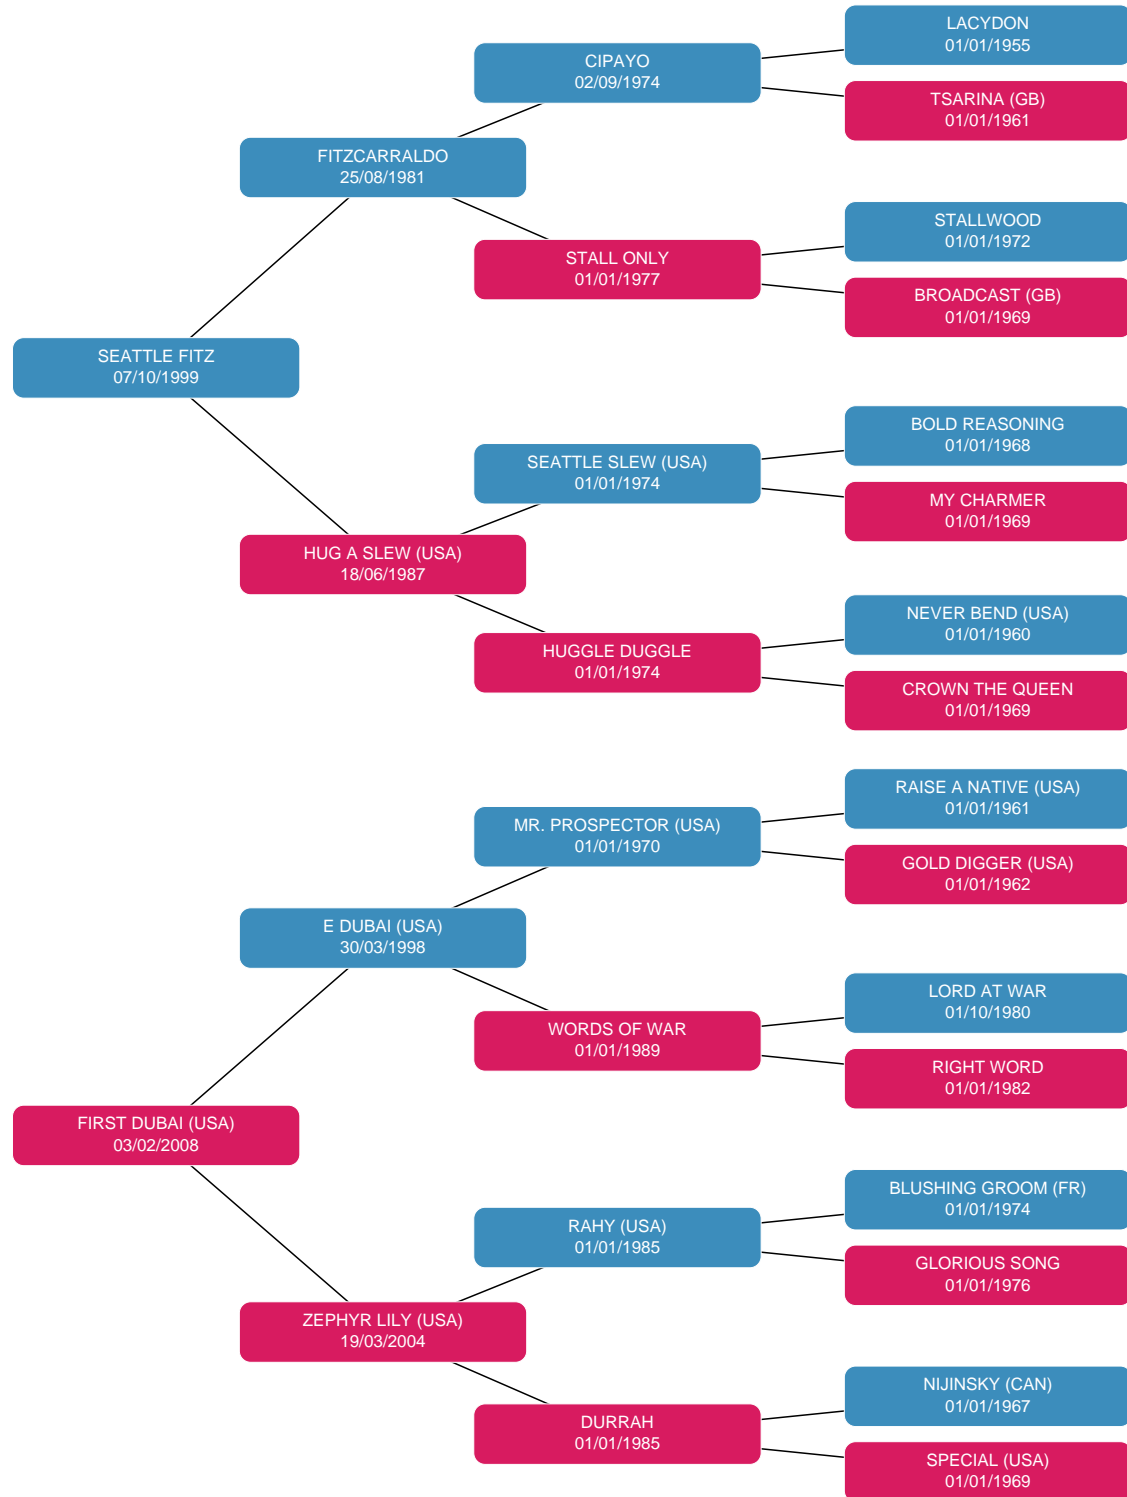 LACYDON
01/01/1955
CIPAYO
02/09/1974
TSARINA (GB)
01/01/1961
FITZCARRALDO
25/08/1981
STALLWOOD
01/01/1972
STALL ONLY
01/01/1977
BROADCAST (GB)
01/01/1969
SEATTLE FITZ
07/10/1999
BOLD REASONING
01/01/1968
SEATTLE SLEW (USA)
01/01/1974
MY CHARMER
01/01/1969
HUG A SLEW (USA)
18/06/1987
NEVER BEND (USA)
01/01/1960
HUGGLE DUGGLE
01/01/1974
CROWN THE QUEEN
01/01/1969
RAISE A NATIVE (USA)
01/01/1961
MR. PROSPECTOR (USA)
01/01/1970
GOLD DIGGER (USA)
01/01/1962
E DUBAI (USA)
30/03/1998
LORD AT WAR
01/10/1980
WORDS OF WAR
01/01/1989
RIGHT WORD
01/01/1982
FIRST DUBAI (USA)
03/02/2008
BLUSHING GROOM (FR)
01/01/1974
RAHY (USA)
01/01/1985
GLORIOUS SONG
01/01/1976
ZEPHYR LILY (USA)
19/03/2004
NIJINSKY (CAN)
01/01/1967
DURRAH
01/01/1985
SPECIAL (USA)
01/01/1969